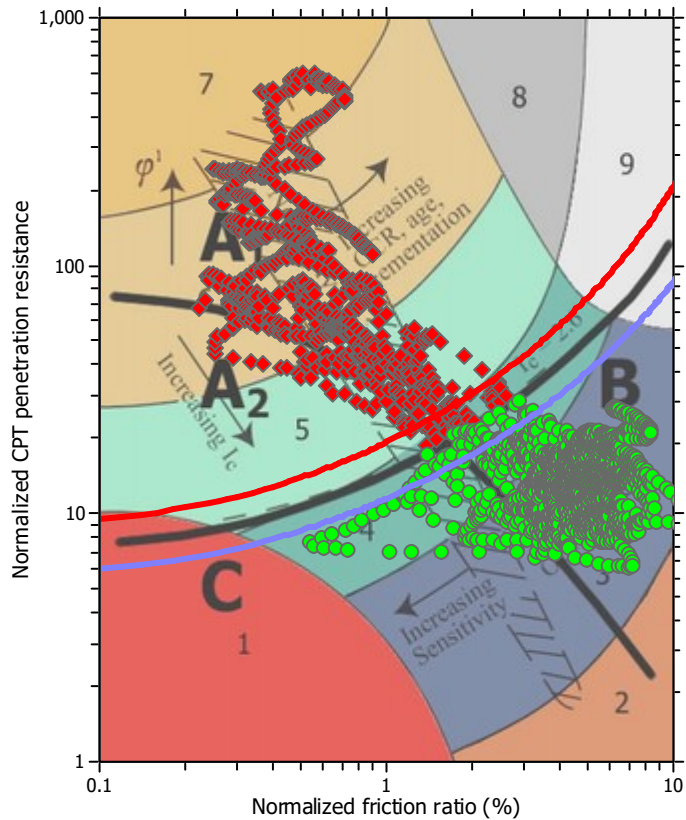 1,000
100
10
1
0.1
1
10
Normalized CPT penetration resistance
Normalized friction ratio (%)
7
8
9
φ¹
Increasing
OCR, age,
cementation
A₁
A₂
B
C
Increasing Ic
5
4
3
1
2
Increasing
Sensitivity